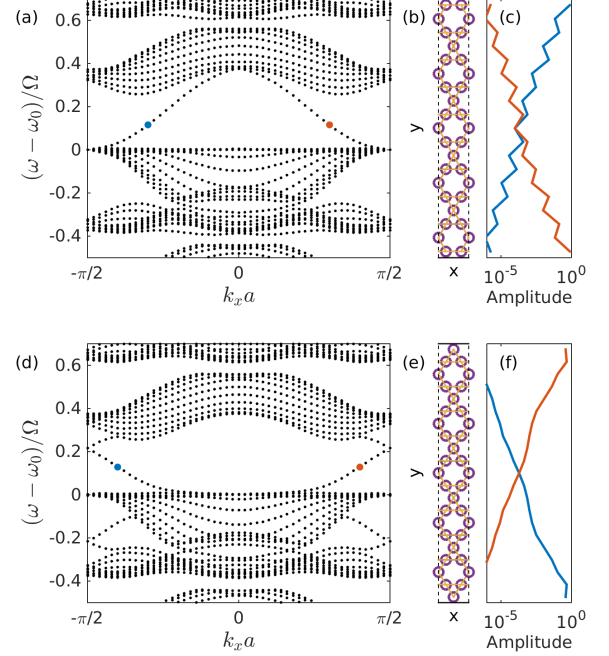 (a)
(ω − ω₀)/Ω
0.6
0.4
0.2
0
-0.2
-0.4
-π/2
0
π/2
kₓa
(b)
y
x
(c)
10⁻⁵
10⁰
Amplitude
(d)
(ω − ω₀)/Ω
0.6
0.4
0.2
0
-0.2
-0.4
-π/2
0
π/2
kₓa
(e)
y
x
(f)
10⁻⁵
10⁰
Amplitude